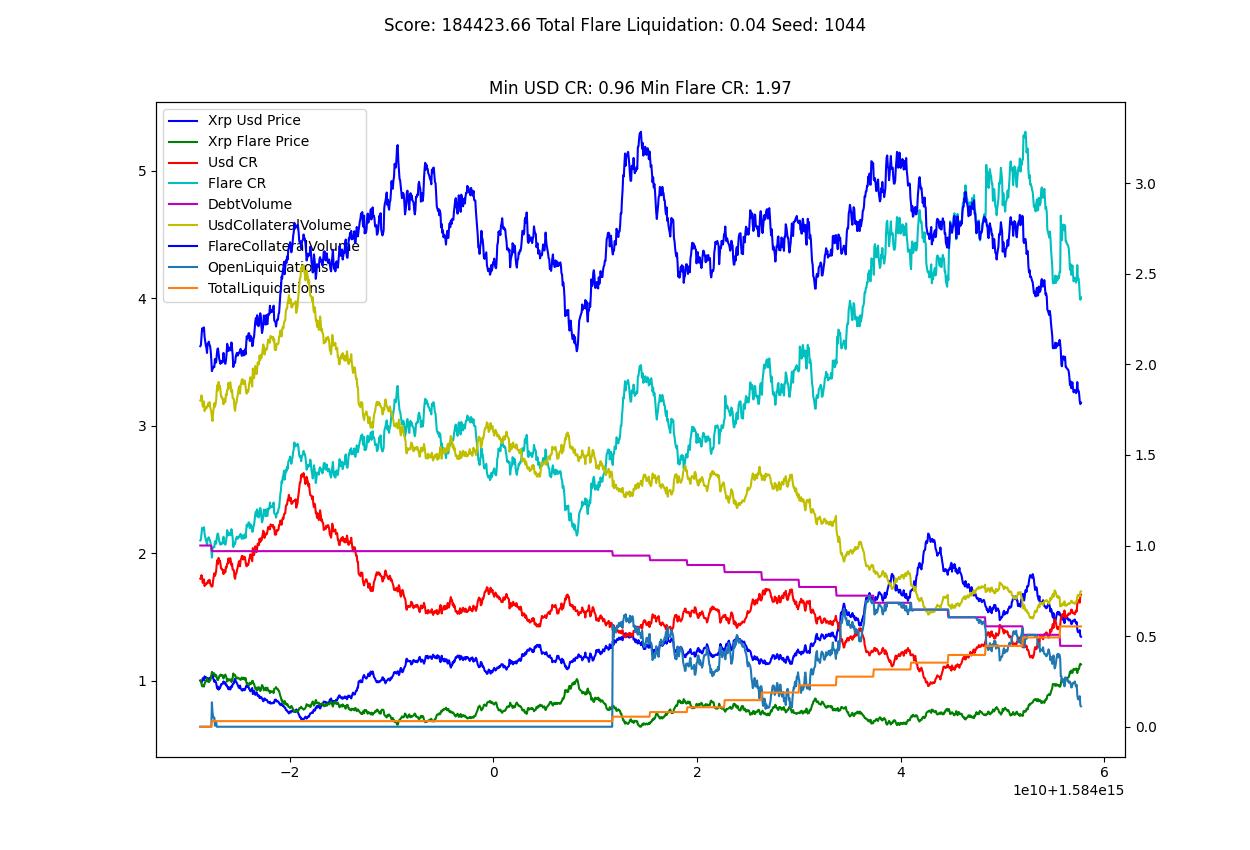 Score: 184423.66 Total Flare Liquidation: 0.04 Seed: 1044
Min USD CR: 0.96 Min Flare CR: 1.97
Xrp Usd Price
Xrp Flare Price
Usd CR
Flare CR
DebtVolume
UsdCollateralVolume
FlareCollateralVolume
OpenLiquidations
TotalLiquidations
5
4
3
2
1
3.0
2.5
2.0
1.5
1.0
0.5
0.0
−2
0
2
4
6
1e10+1.584e15